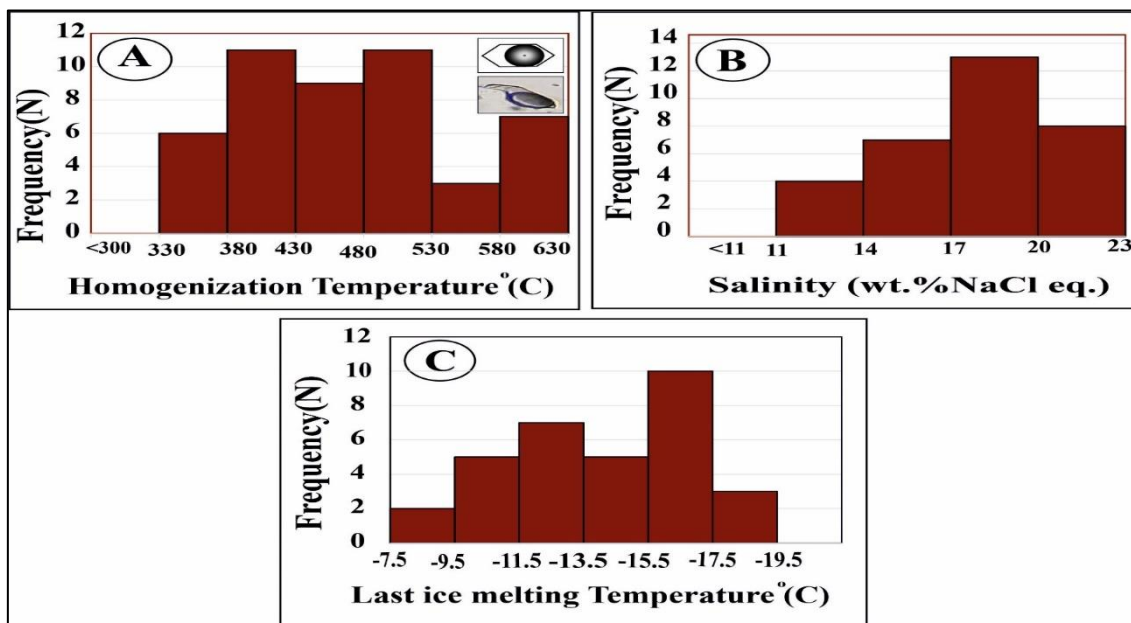 A
Frequency(N)
12
10
8
6
4
2
0
<300 330 380 430 480 530 580 630
Homogenization Temperature°(C)
B
Frequency(N)
14
12
10
8
6
4
2
0
<11 11 14 17 20 23
Salinity (wt.%NaCl eq.)
C
Frequency(N)
12
10
8
6
4
2
0
-7.5 -9.5 -11.5 -13.5 -15.5 -17.5 -19.5
Last ice melting Temperature°(C)